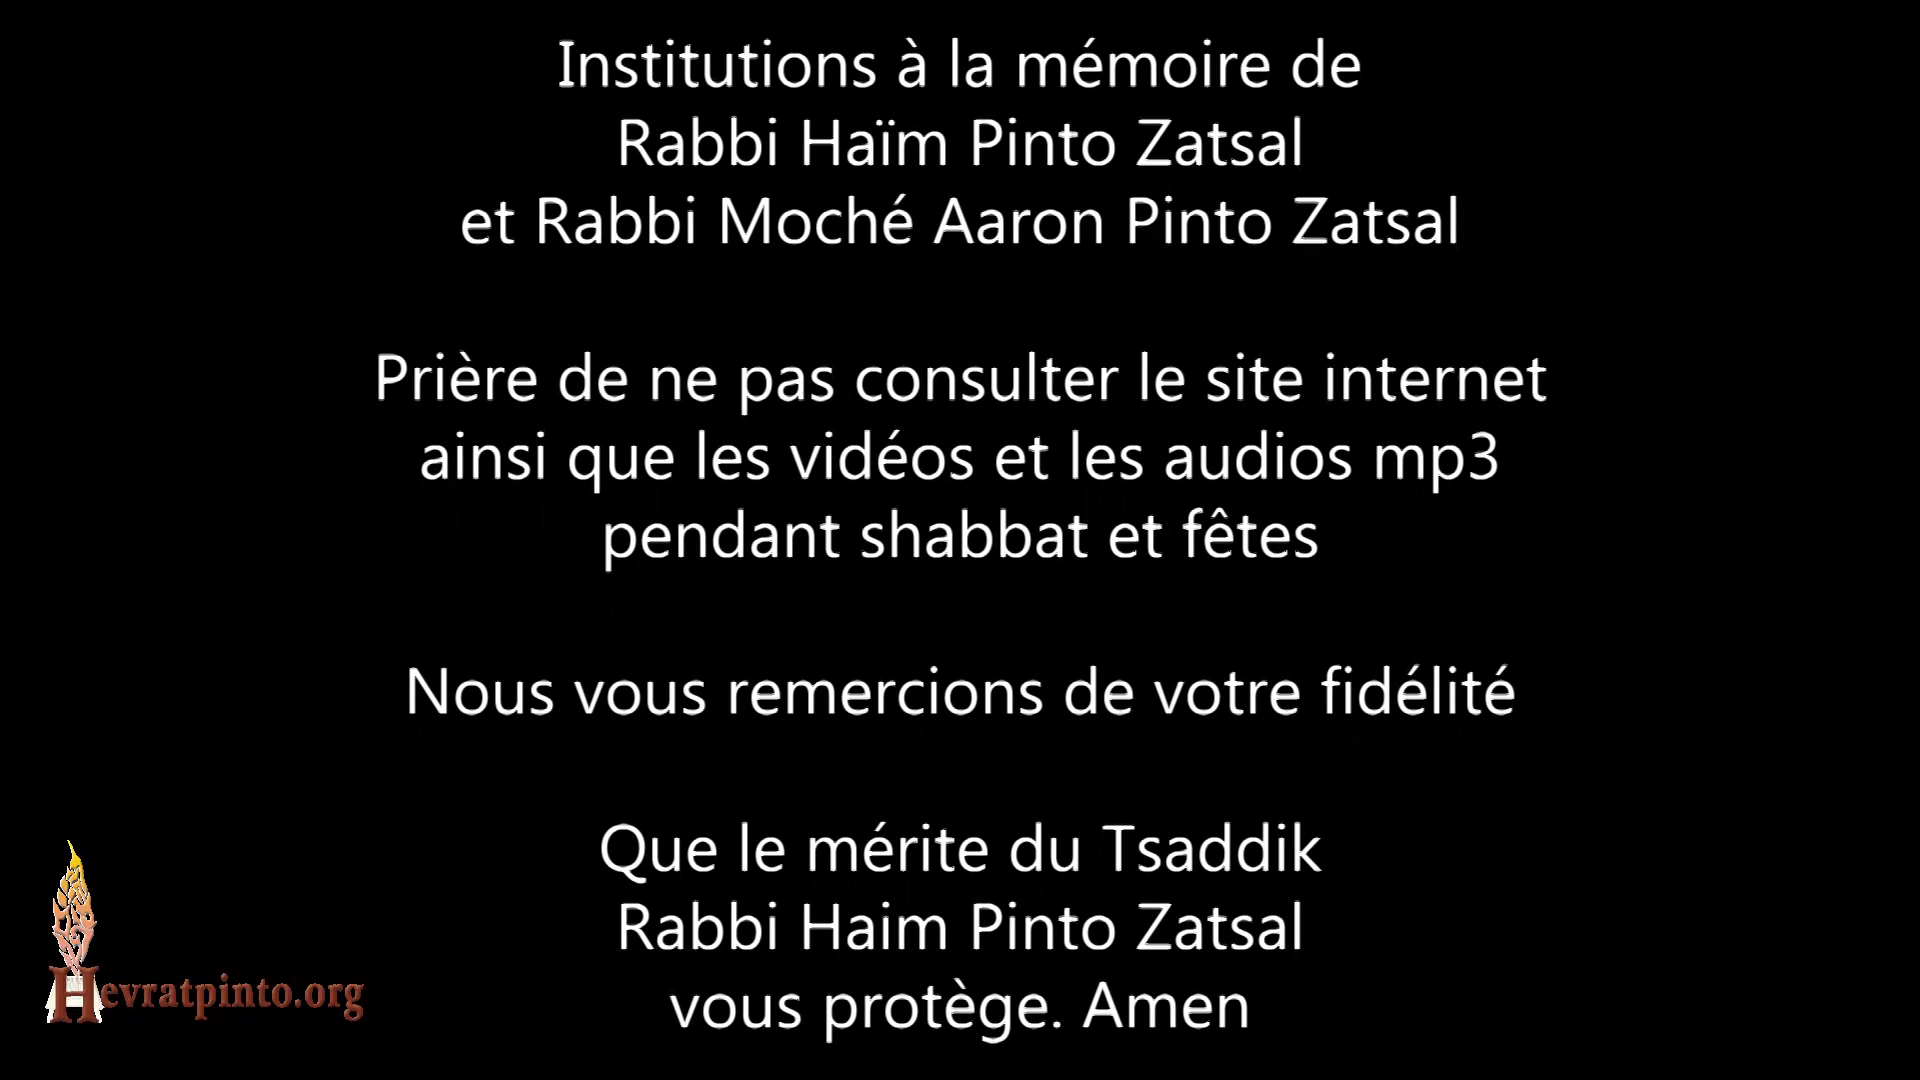 Institutions à la mémoire de
Rabbi Haïm Pinto Zatsal
et Rabbi Moché Aaron Pinto Zatsal
Prière de ne pas consulter le site internet
ainsi que les vidéos et les audios mp3
pendant shabbat et fêtes
Nous vous remercions de votre fidélité
Que le mérite du Tsaddik
Rabbi Haim Pinto Zatsal
vous protège. Amen
Hevratpinto.org